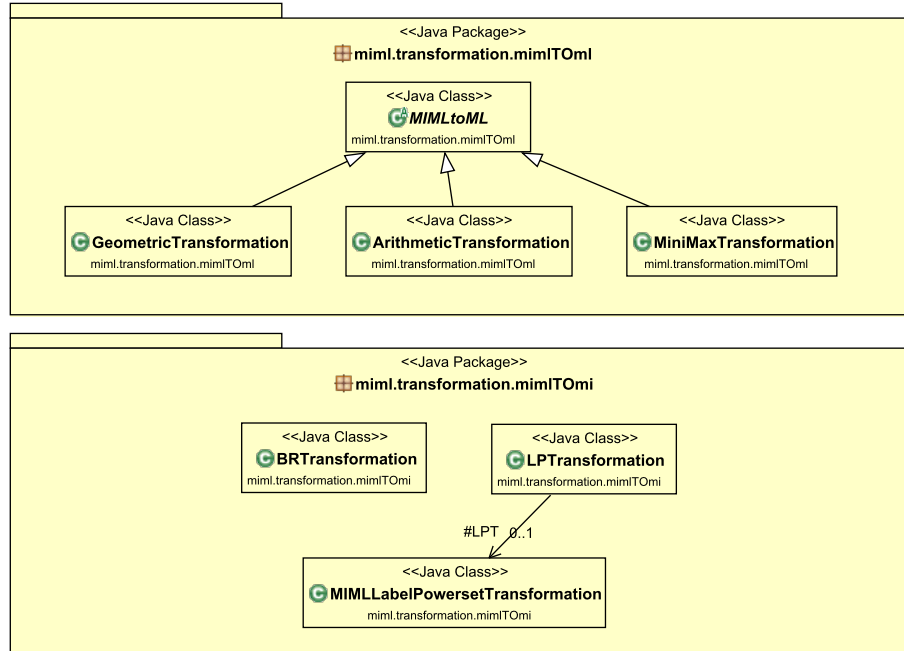 <<Java Package>>
miml.transformation.mimlTOml
<<Java Class>>
MIMLtoML
miml.transformation.mimlTOml
<<Java Class>>
GeometricTransformation
miml.transformation.mimlTOml
<<Java Class>>
ArithmeticTransformation
miml.transformation.mimlTOml
<<Java Class>>
MiniMaxTransformation
miml.transformation.mimlTOml
<<Java Package>>
miml.transformation.mimlTOmi
<<Java Class>>
BRTransformation
miml.transformation.mimlTOmi
<<Java Class>>
LPTransformation
miml.transformation.mimlTOmi
#LPT 0..1
<<Java Class>>
MIMLLabelPowersetTransformation
miml.transformation.mimlTOmi